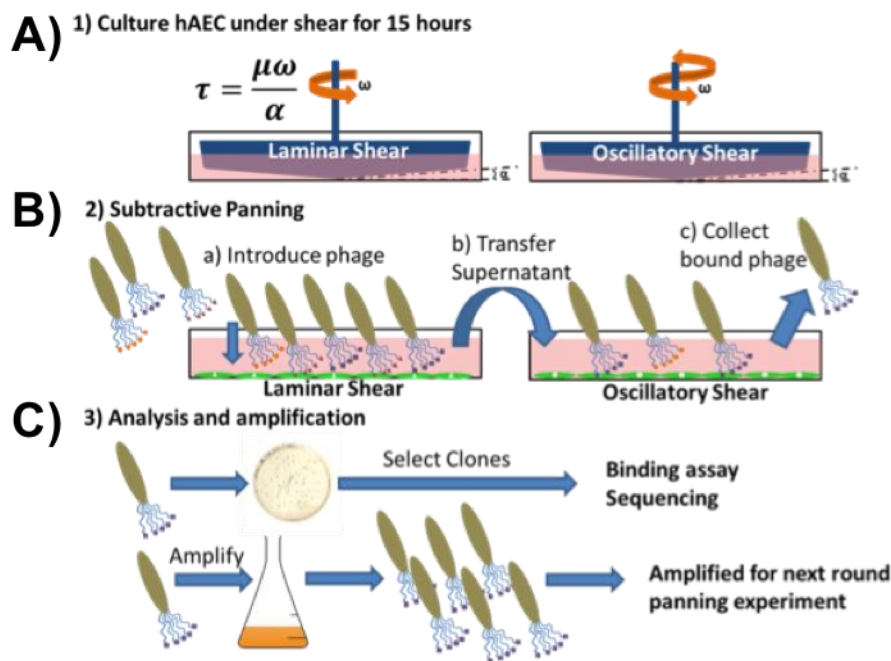 A) 1) Culture hAEC under shear for 15 hours
τ = μω/α
ω
ω
Laminar Shear
Oscillatory Shear
α
α
B) 2) Subtractive Panning
a) Introduce phage
b) Transfer
Supernatant
c) Collect
bound phage
Laminar Shear
Oscillatory Shear
C) 3) Analysis and amplification
Select Clones
Binding assay
Sequencing
Amplify
Amplified for next round
panning experiment